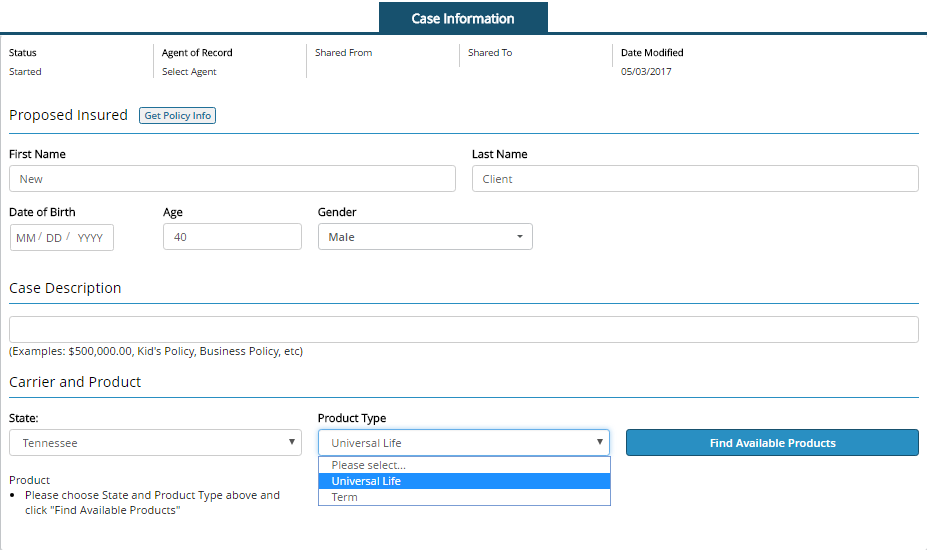 Case Information
Status
Agent of Record
Shared From
Shared To
Date Modified
Started
Select Agent
05/03/2017
Proposed Insured
Get Policy Info
First Name
Last Name
New
Client
Date of Birth
Age
Gender
MM / DD / YYYY
40
Male
Case Description
(Examples: $500,000.00, Kid's Policy, Business Policy, etc)
Carrier and Product
State:
Product Type
Tennessee
Universal Life
Find Available Products
Please select...
Universal Life
Term
Product
• Please choose State and Product Type above and
click "Find Available Products"